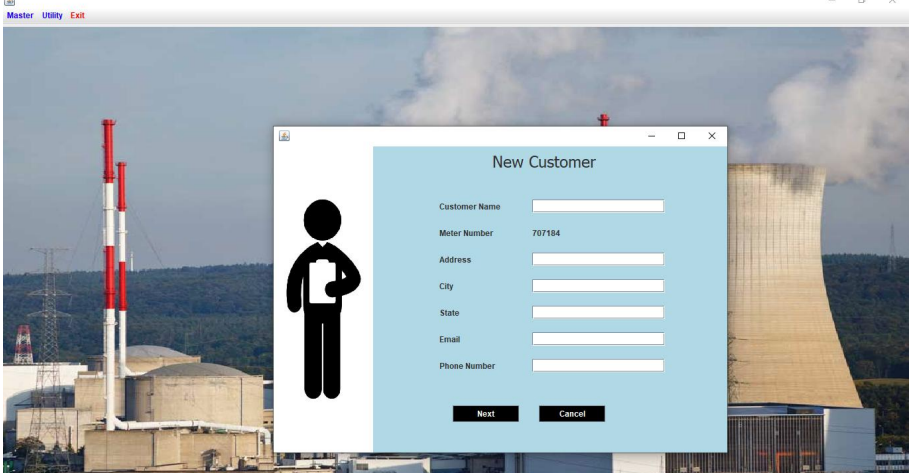 Master Utility Exit
New Customer
Customer Name
Meter Number 707184
Address
City
State
Email
Phone Number
Next Cancel